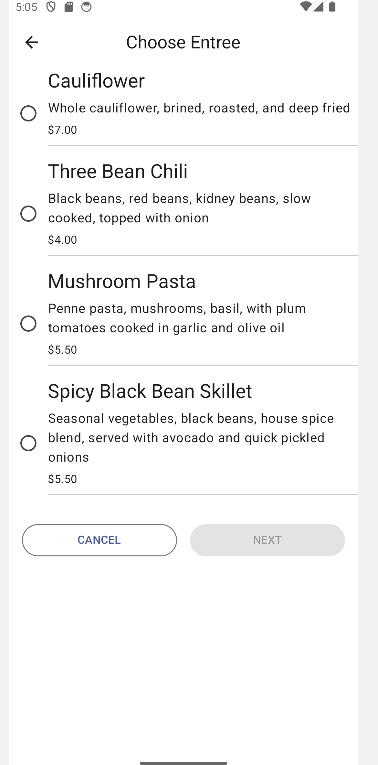 5:05
Choose Entree
Cauliflower
Whole cauliflower, brined, roasted, and deep fried
$7.00
Three Bean Chili
Black beans, red beans, kidney beans, slow
cooked, topped with onion
$4.00
Mushroom Pasta
Penne pasta, mushrooms, basil, with plum
tomatoes cooked in garlic and olive oil
$5.50
Spicy Black Bean Skillet
Seasonal vegetables, black beans, house spice
blend, served with avocado and quick pickled
onions
$5.50
CANCEL
NEXT